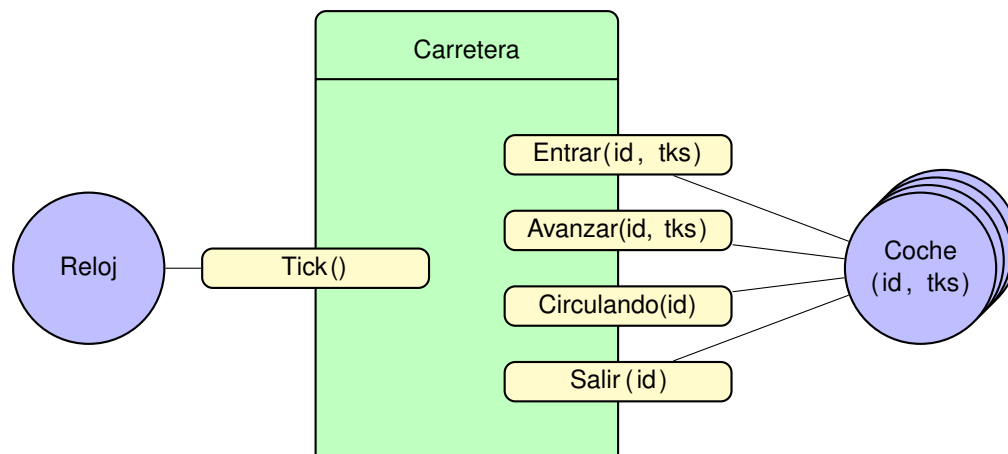 Carretera
Entrar(id, tks)
Avanzar(id, tks)
Circulando(id)
Salir(id)
Tick()
Reloj
Coche
(id, tks)